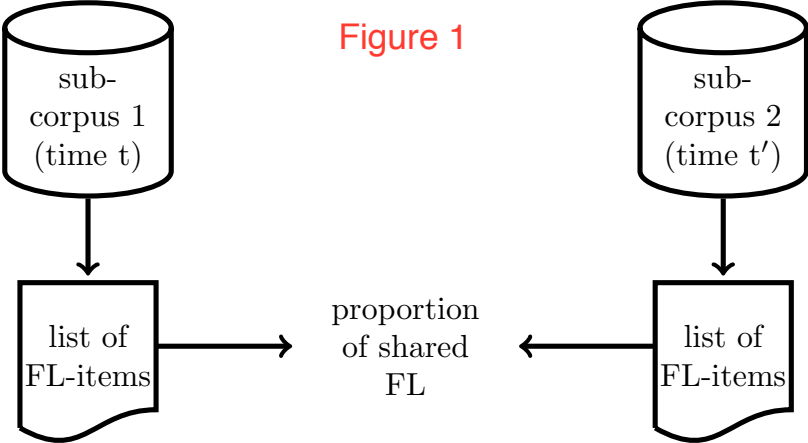 Figure 1
sub-
corpus 1
(time t)
sub-
corpus 2
(time t′)
list of
FL-items
proportion
of shared
FL
list of
FL-items